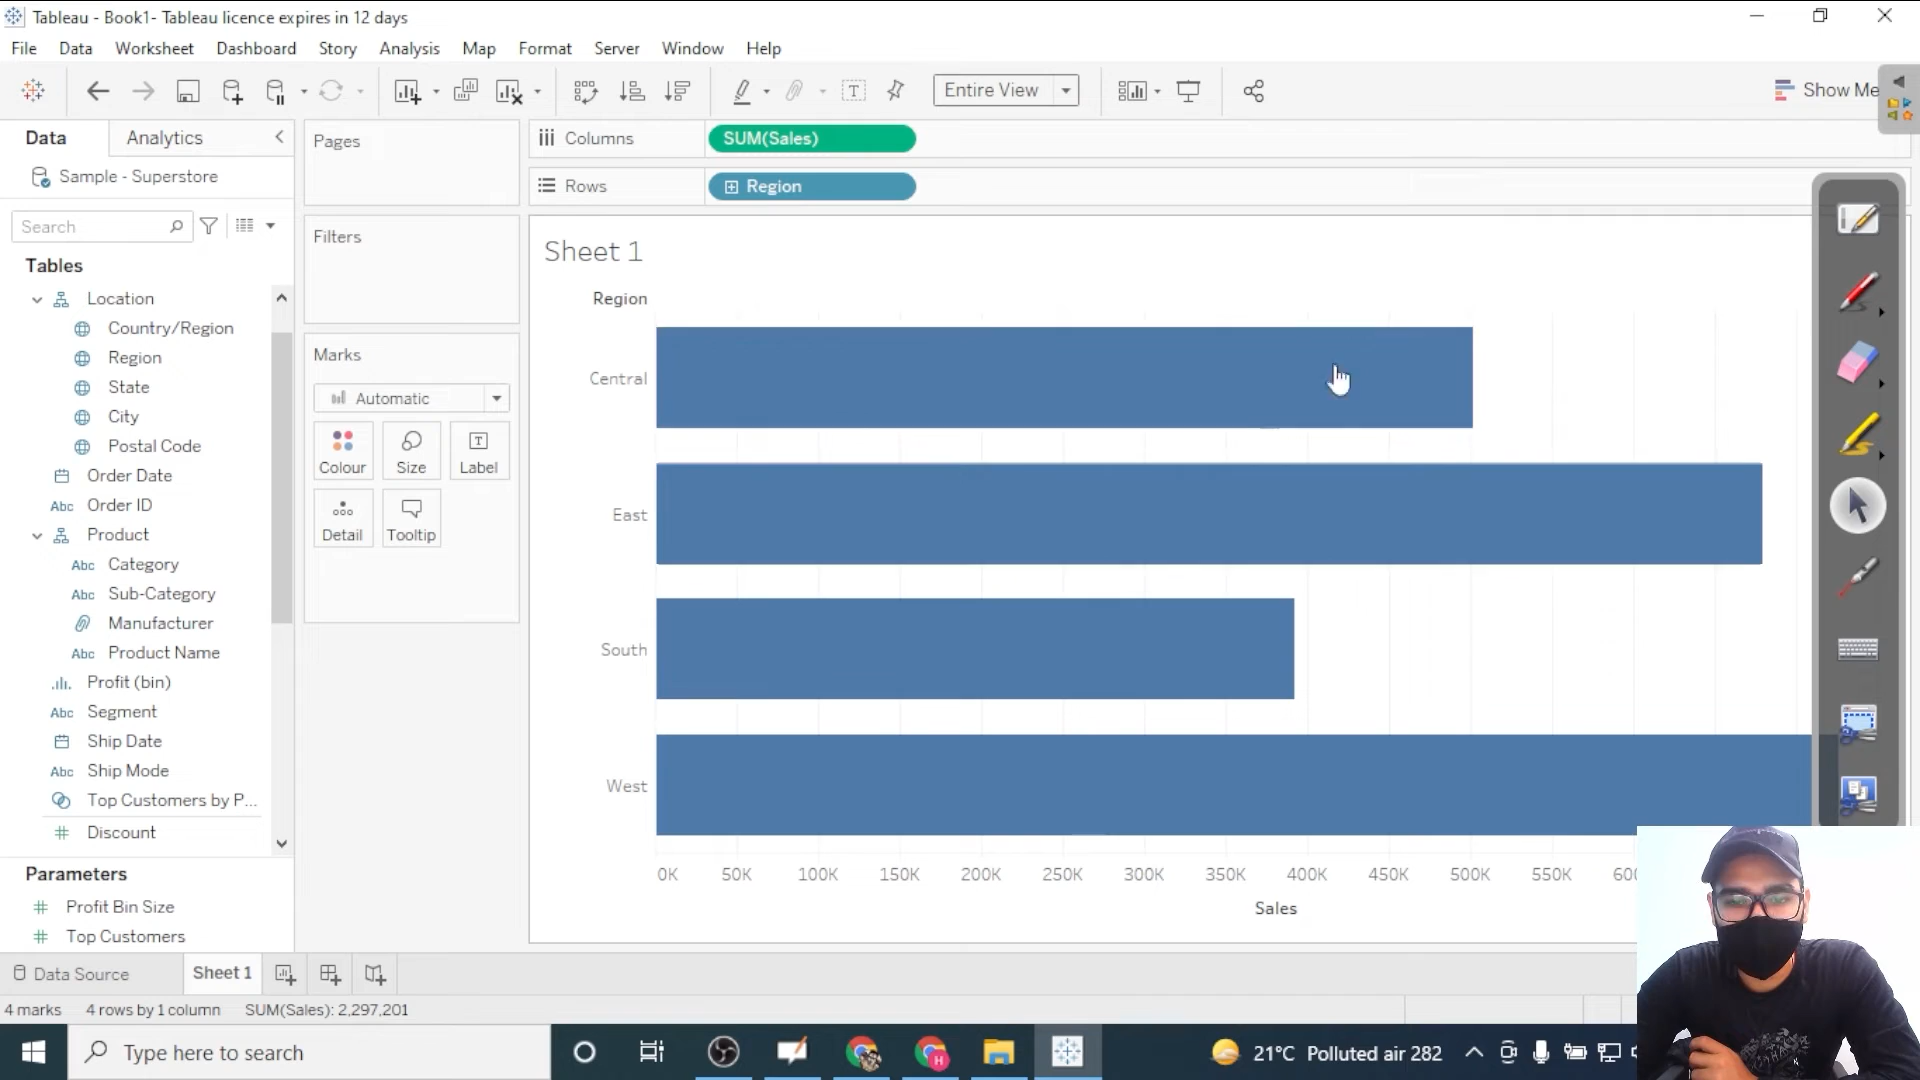 Tableau - Book1- Tableau licence expires in 12 days
File Data Worksheet Dashboard Story Analysis Map Format Server Window Help
Entire View
Show Me
Data Analytics
Sample - Superstore
Search
Tables
Location
Country/Region
Region
State
City
Postal Code
Order Date
Abc Order ID
Product
Abc Category
Abc Sub-Category
Manufacturer
Abc Product Name
Profit (bin)
Abc Segment
Ship Date
Abc Ship Mode
Top Customers by P...
# Discount
Parameters
# Profit Bin Size
# Top Customers
Pages
Filters
Marks
Automatic
Colour Size Label
Detail Tooltip
Columns SUM(Sales)
Rows Region
Sheet 1
Region
Central
East
South
West
0K 50K 100K 150K 200K 250K 300K 350K 400K 450K 500K 550K
Sales
Data Source Sheet 1
4 marks 4 rows by 1 column SUM(Sales): 2,297,201
Type here to search
H
21°C Polluted air 282